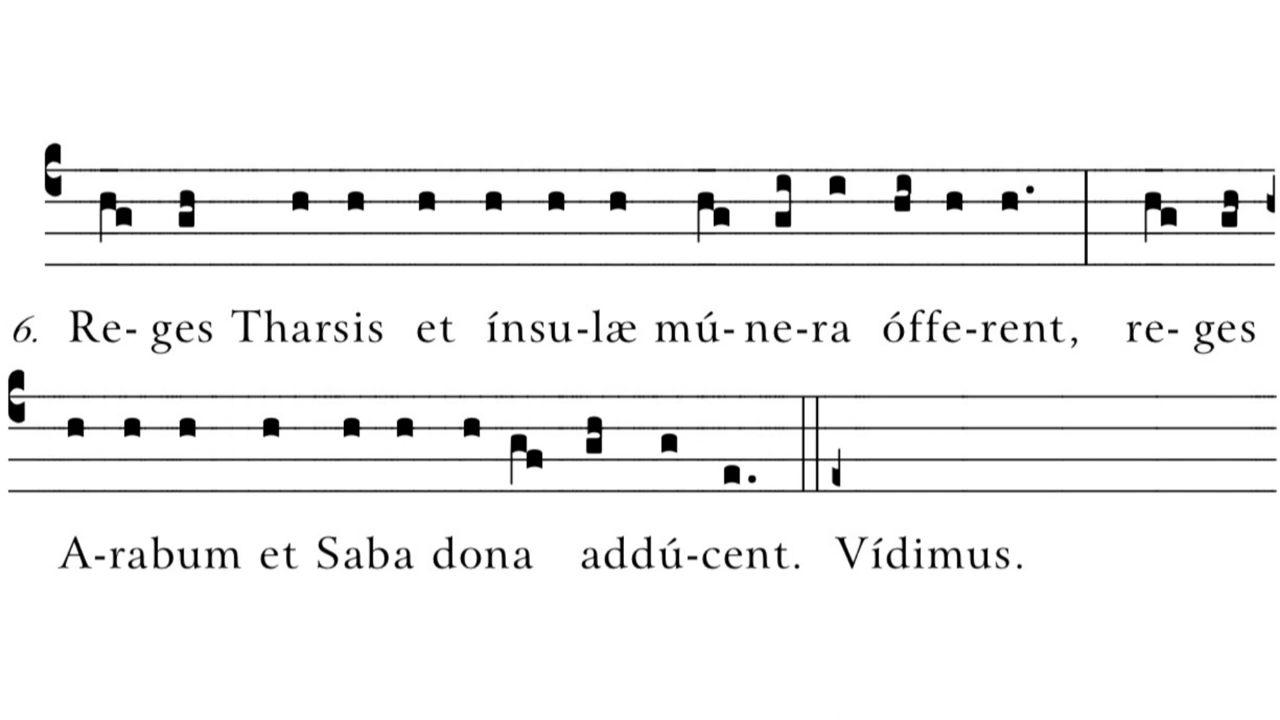 6. Re- ges Tharsis et ínsu-læ mú-ne-ra óffe-rent, re- ges
A-rabum et Saba dona addú-cent. Vídimus.